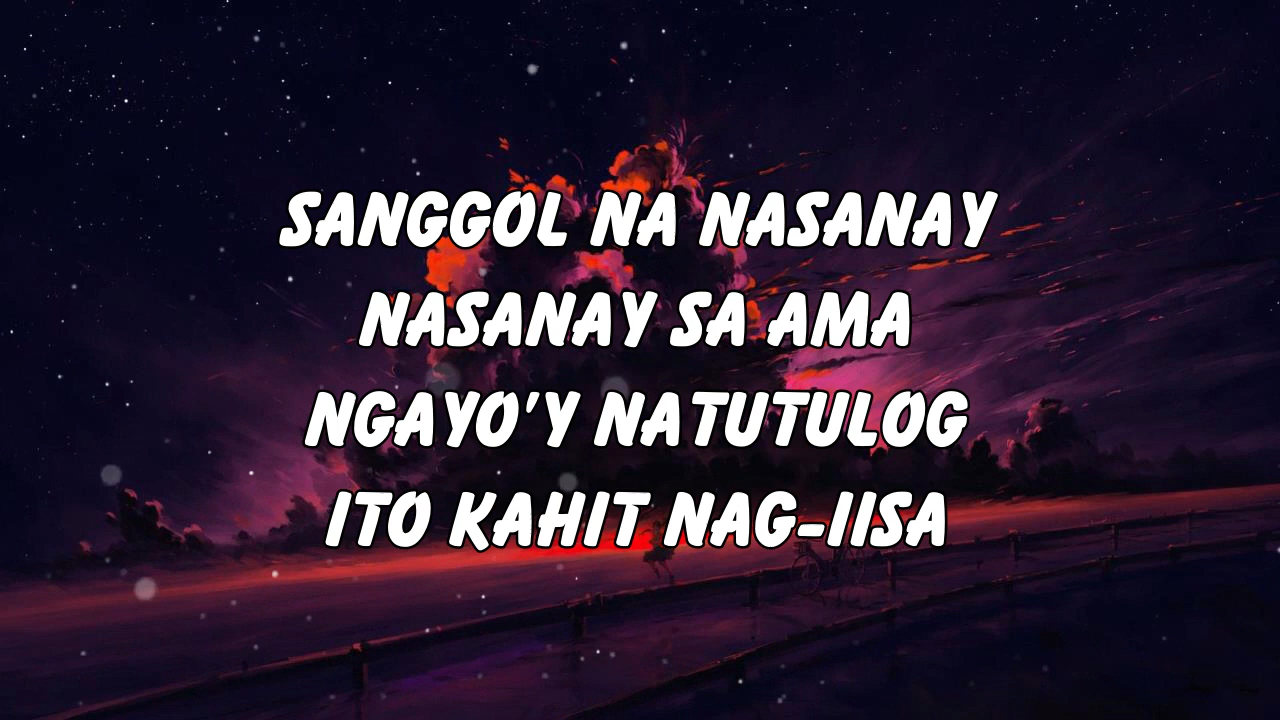 SANGGOL NA NASANAY
NASANAY SA AMA
NGAYO'Y NATUTULOG
ITO KAHIT NAG-IISA